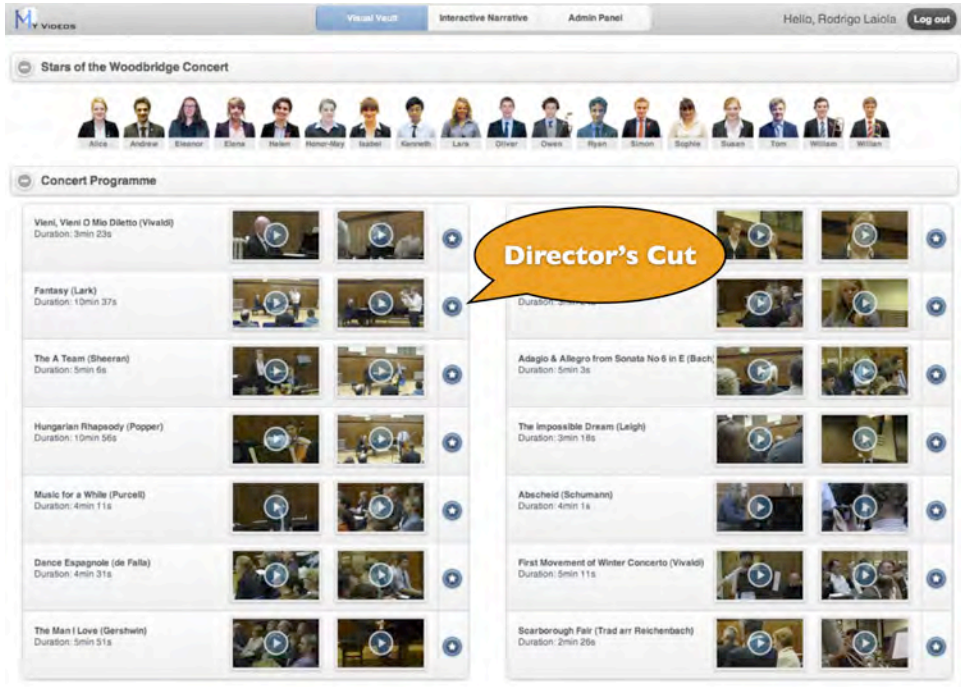 MY VIDEOS
Visual Vault
Interactive Narrative
Admin Panel
Hello, Rodrigo Laiola
Log out
Stars of the Woodbridge Concert
Alice Andrew Eleanor Elena Helen Honor-May Isabel Kenneth Lara Oliver Owen Ryan Simon Sophie Susan Tom William Willian
Concert Programme
Vieni, Vieni O Mio Diletto (Vivaldi)
Duration: 3min 23s
Fantasy (Lark)
Duration: 10min 37s
The A Team (Sheeran)
Duration: 5min 6s
Hungarian Rhapsody (Popper)
Duration: 10min 56s
Music for a While (Purcell)
Duration: 4min 11s
Dance Espagnole (de Falla)
Duration: 4min 31s
The Man I Love (Gershwin)
Duration: 5min 51s
Director's Cut
Adagio & Allegro from Sonata No 6 in E (Bach)
Duration: 5min 3s
The Impossible Dream (Leigh)
Duration: 3min 18s
Abscheid (Schumann)
Duration: 4min 1s
First Movement of Winter Concerto (Vivaldi)
Duration: 5min 11s
Scarborough Fair (Trad arr Reichenbach)
Duration: 2min 26s